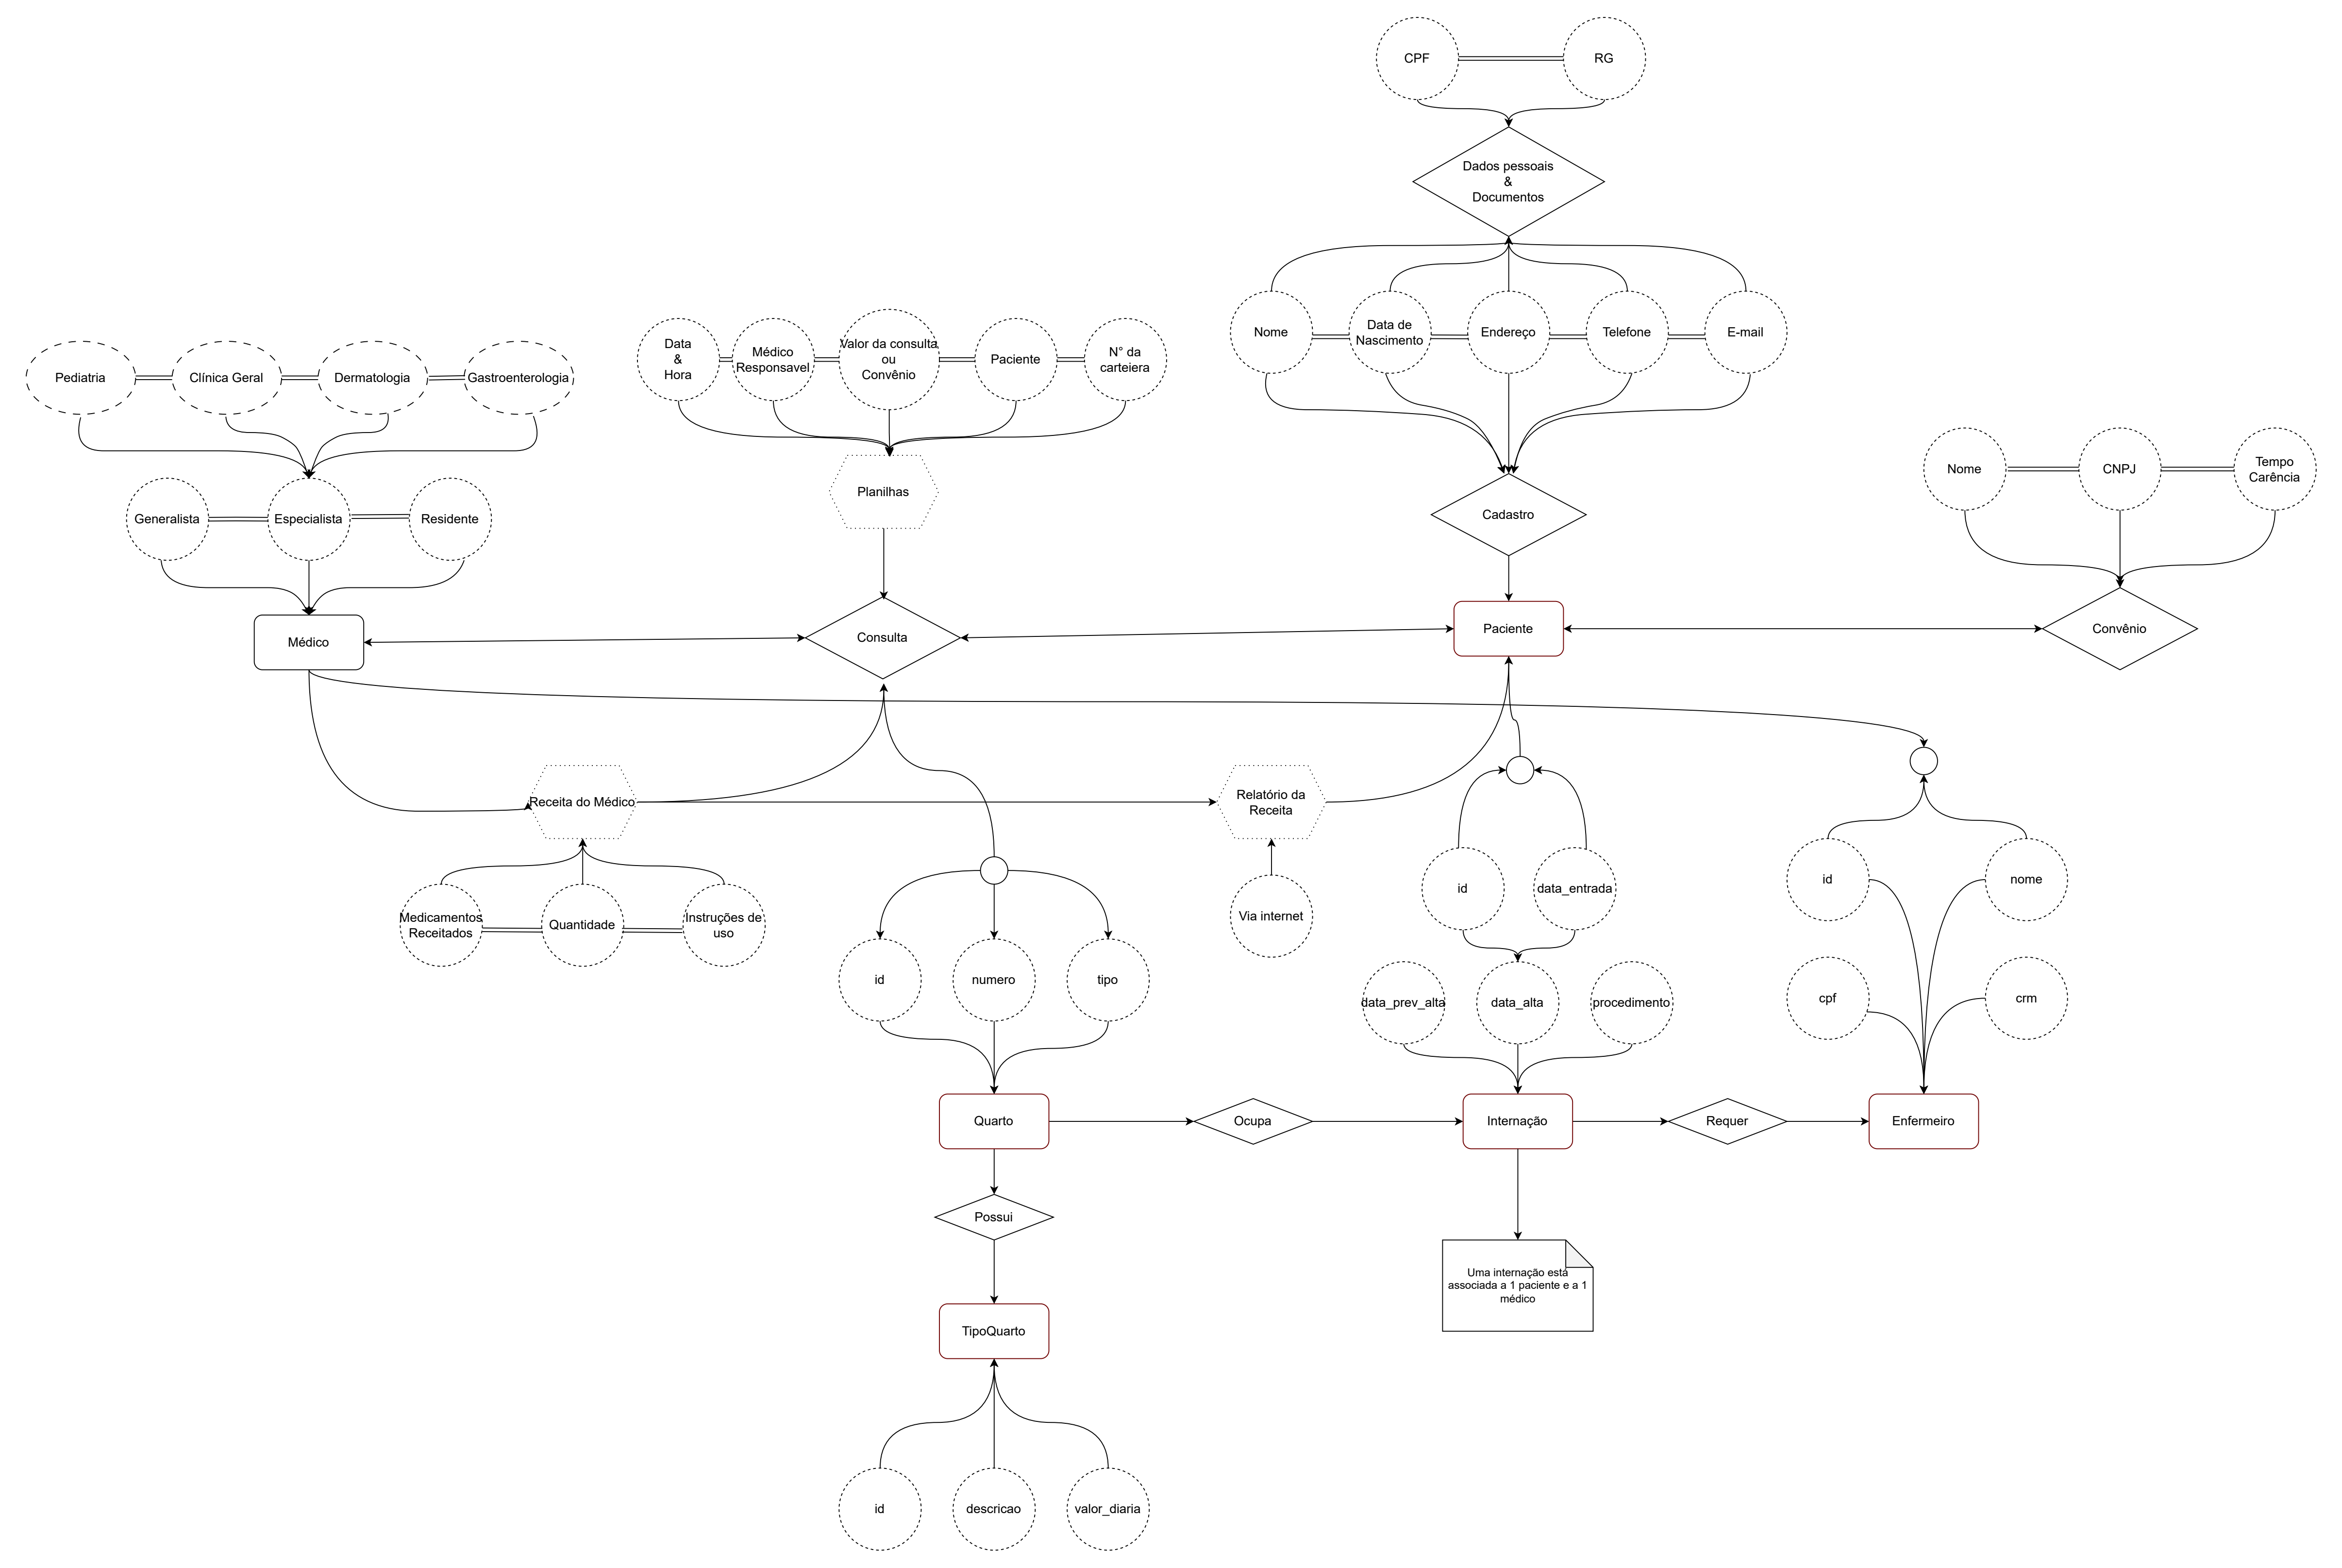 CPF
RG
Dados pessoais
&
Documentos
Nome
Data de
Nascimento
Endereço
Telefone
E-mail
Data
&
Hora
Médico
Responsavel
Valor da consulta
ou
Convênio
Paciente
N° da
carteiera
Pediatria
Clínica Geral
Dermatologia
Gastroenterologia
Nome
CNPJ
Tempo
Carência
Planilhas
Cadastro
Generalista
Especialista
Residente
Médico
Consulta
Paciente
Convênio
Receita do Médico
Relatório da
Receita
Medicamentos
Receitados
Quantidade
Instruções de
uso
Via internet
id
data_entrada
id
nome
id
numero
tipo
data_prev_alta
data_alta
procedimento
cpf
crm
Quarto
Ocupa
Internação
Requer
Enfermeiro
Possui
Uma internação está
associada a 1 paciente e a 1
médico
TipoQuarto
id
descricao
valor_diaria